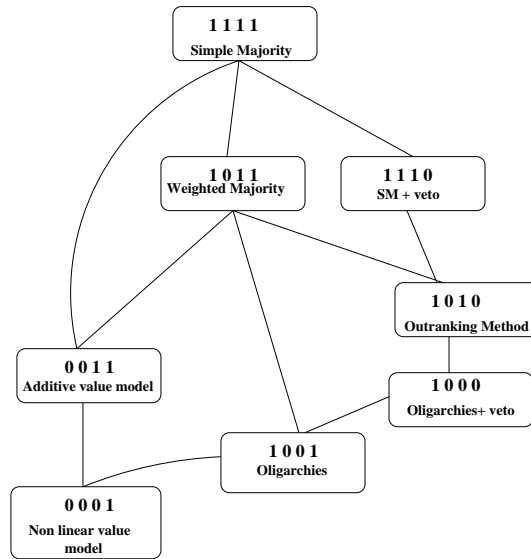 1 1 1 1
Simple Majority
1 0 1 1
Weighted Majority
1 1 1 0
SM + veto
1 0 1 0
Outranking Method
0 0 1 1
Additive value model
1 0 0 0
Oligarchies+ veto
1 0 0 1
Oligarchies
0 0 0 1
Non linear value
model